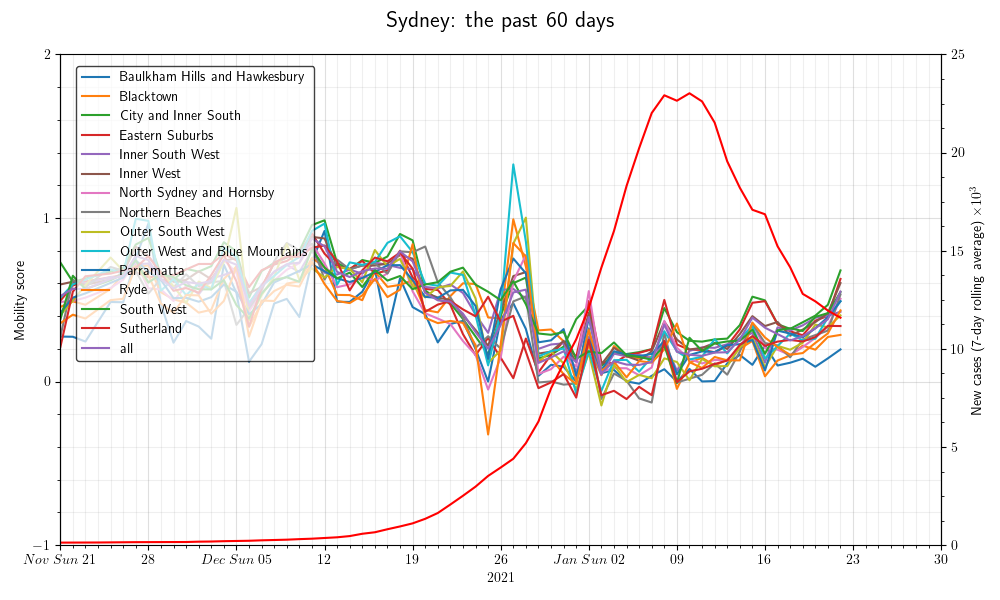 Sydney: the past 60 days
2
1
0
−1
Mobility score
Baulkham Hills and Hawkesbury
Blacktown
City and Inner South
Eastern Suburbs
Inner South West
Inner West
North Sydney and Hornsby
Northern Beaches
Outer South West
Outer West and Blue Mountains
Parramatta
Ryde
South West
Sutherland
all
25
20
15
10
5
0
New cases (7-day rolling average) ×10³
Nov Sun 21
28
Dec Sun 05
12
19
26
Jan Sun 02
09
16
23
30
2021